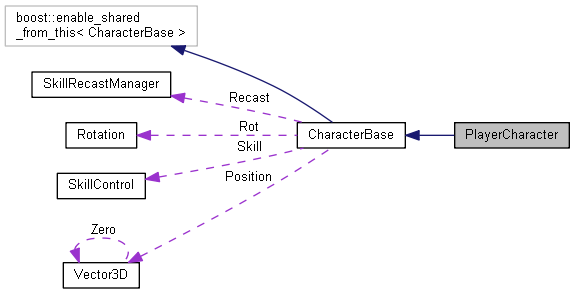 boost::enable_shared
_from_this< CharacterBase >
SkillRecastManager
Recast
Rotation
Rot
CharacterBase
PlayerCharacter
Skill
SkillControl
Position
Zero
Vector3D